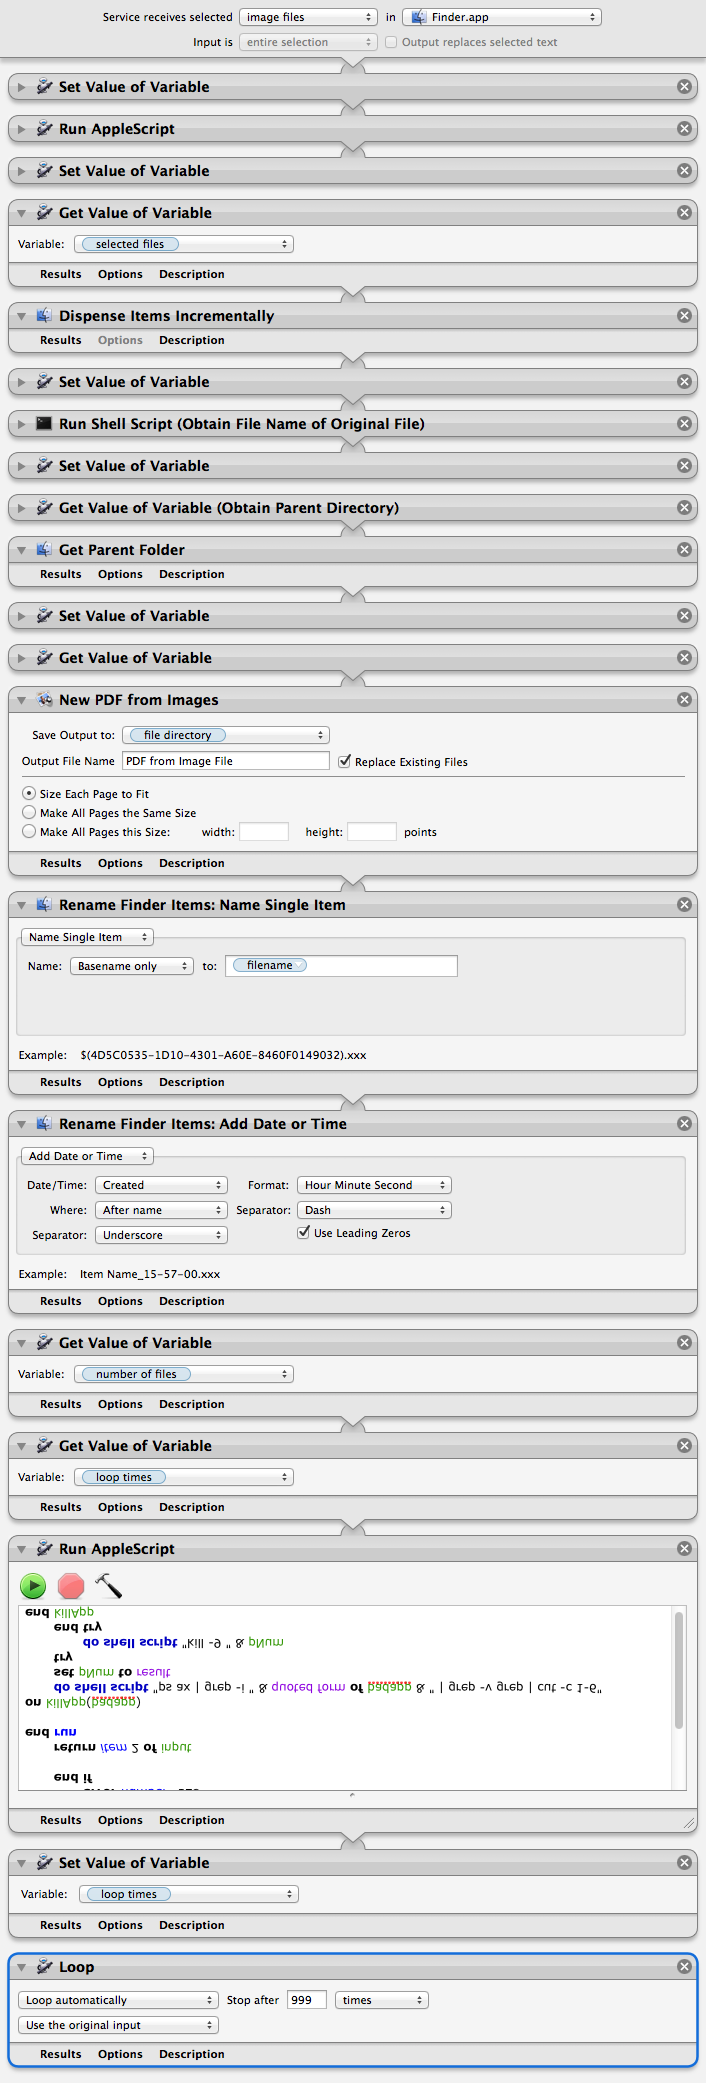 Service receives selected image files in Finder.app
Input is entire selection Output replaces selected text
Set Value of Variable
Run AppleScript
Set Value of Variable
Get Value of Variable
Variable: selected files
Results Options Description
Dispense Items Incrementally
Results Options Description
Set Value of Variable
Run Shell Script (Obtain File Name of Original File)
Set Value of Variable
Get Value of Variable (Obtain Parent Directory)
Get Parent Folder
Results Options Description
Set Value of Variable
Get Value of Variable
New PDF from Images
Save Output to: file directory
Output File Name PDF from Image File Replace Existing Files
Size Each Page to Fit
Make All Pages the Same Size
Make All Pages this Size: width: height: points
Results Options Description
Rename Finder Items: Name Single Item
Name Single Item
Name: Basename only to: filename
Example: $(4D5C0535-1D10-4301-A60E-8460F0149032).xxx
Results Options Description
Rename Finder Items: Add Date or Time
Add Date or Time
Date/Time: Created Format: Hour Minute Second
Where: After name Separator: Dash
Separator: Underscore Use Leading Zeros
Example: Item Name_15-57-00.xxx
Results Options Description
Get Value of Variable
Variable: number of files
Results Options Description
Get Value of Variable
Variable: loop times
Results Options Description
Run AppleScript
end killApp
end try
do shell script "kill -9 " & pNum
try
set pNum to result
do shell script "ps ax | grep -i " & quoted form of badapp & " | grep -v grep | cut -c 1-6"
on killApp(badapp)
end run
return item 2 of input
end if
Results Options Description
Set Value of Variable
Variable: loop times
Results Options Description
Loop
Loop automatically Stop after 999 times
Use the original input
Results Options Description